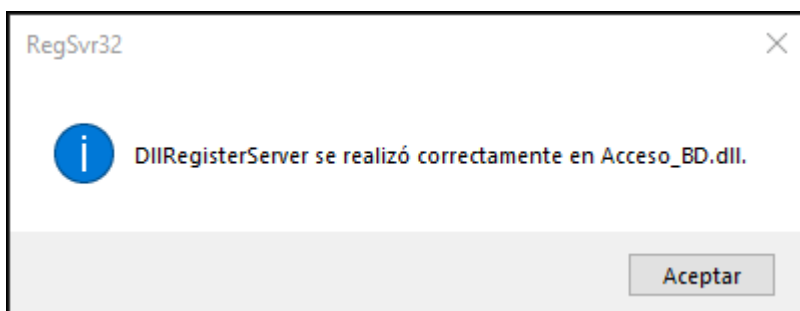 RegSvr32
DllRegisterServer se realizó correctamente en Acceso_BD.dll.
Aceptar